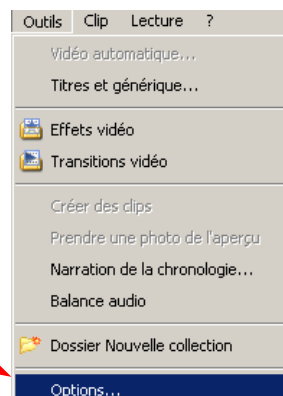 Outils Clip Lecture ?
Vidéo automatique...
Titres et générique...
Effets vidéo
Transitions vidéo
Créer des clips
Prendre une photo de l'aperçu
Narration de la chronologie...
Balance audio
Dossier Nouvelle collection
Options...